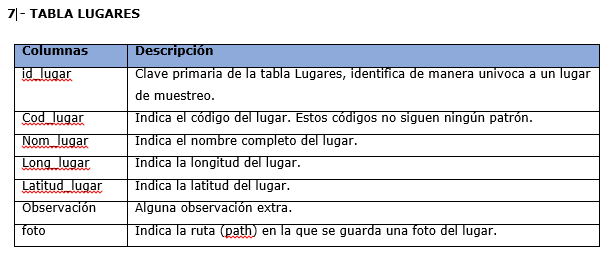 7- TABLA LUGARES
Columnas Descripción
id_lugar Clave primaria de la tabla Lugares, identifica de manera univoca a un lugar
de muestreo.
Cod_lugar Indica el código del lugar. Estos códigos no siguen ningún patrón.
Nom_lugar Indica el nombre completo del lugar.
Long_lugar Indica la longitud del lugar.
Latitud_lugar Indica la latitud del lugar.
Observación Alguna observación extra.
foto Indica la ruta (path) en la que se guarda una foto del lugar.